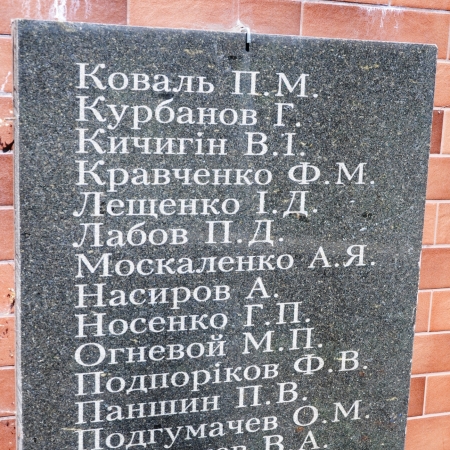 Коваль П.М.
Курбанов Г.
Кичигін В.І.
Кравченко Ф.М.
Лещенко І.Д.
Лабов П.Д.
Москаленко А.Я.
Насиров А.
Носенко Г.П.
Огневой М.П.
Подпоріков Ф.В.
Паншин П.В.
Подгумачев О.М.
В.А.